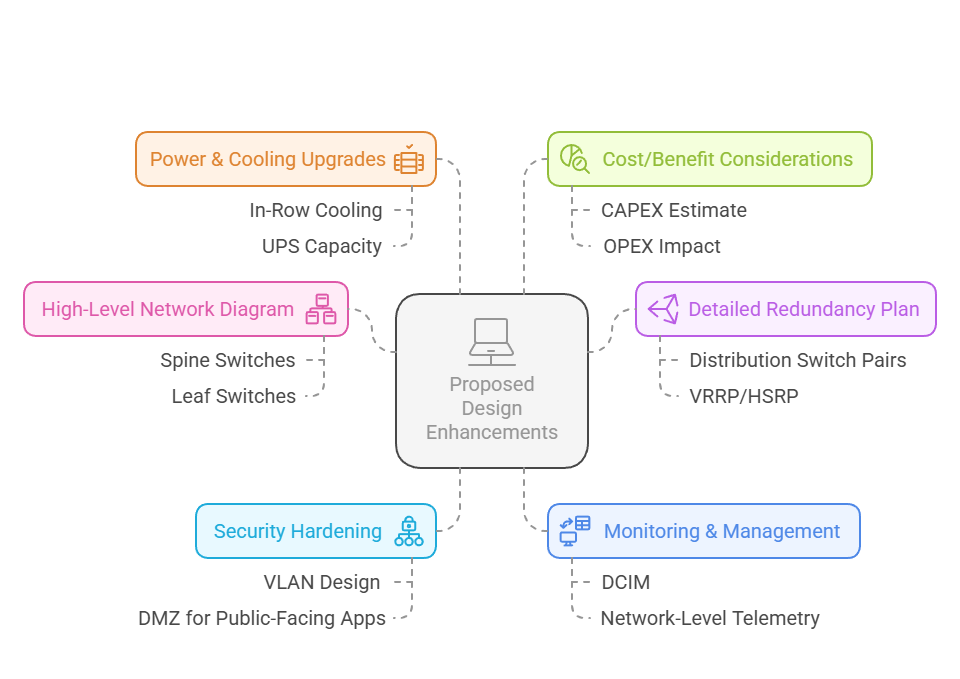 Power & Cooling Upgrades
In-Row Cooling
UPS Capacity
Cost/Benefit Considerations
CAPEX Estimate
OPEX Impact
High-Level Network Diagram
Spine Switches
Leaf Switches
Proposed
Design
Enhancements
Detailed Redundancy Plan
Distribution Switch Pairs
VRRP/HSRP
Security Hardening
VLAN Design
DMZ for Public-Facing Apps
Monitoring & Management
DCIM
Network-Level Telemetry